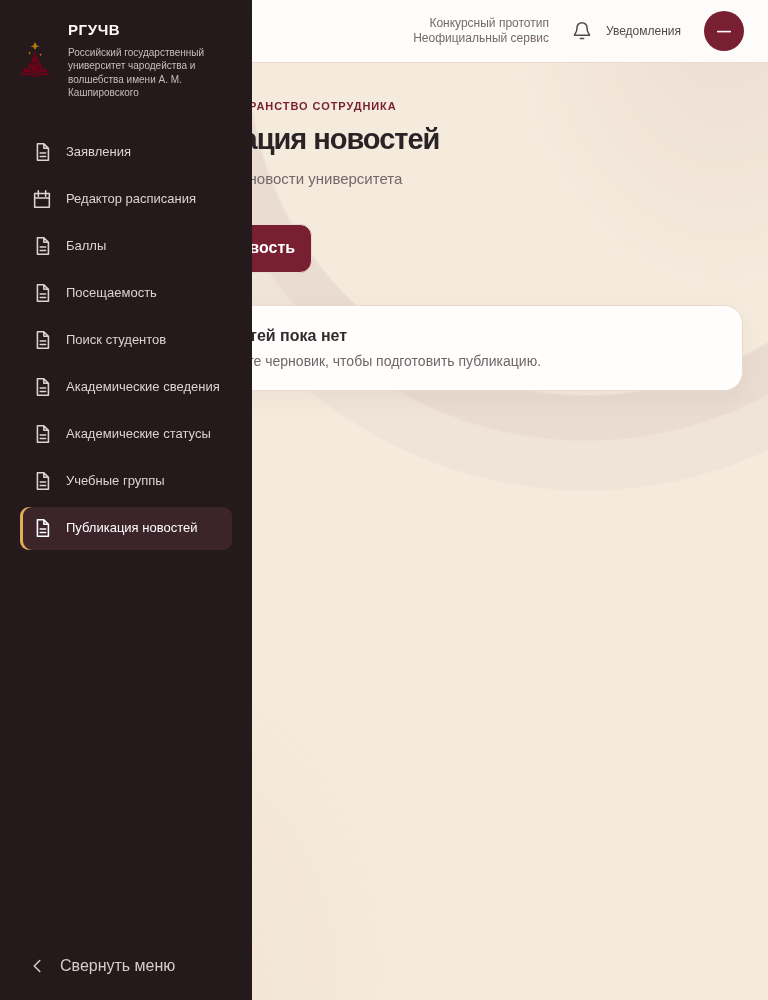 РГУЧВ
Российский государственный
университет чародейства и
волшебства имени А. М.
Кашпировского
Конкурсный прототип
Неофициальный сервис
Уведомления
—
Заявления
Редактор расписания
Баллы
Посещаемость
Поиск студентов
Академические сведения
Академические статусы
Учебные группы
Публикация новостей
Свернуть меню
РАНСТВО СОТРУДНИКА
ация новостей
новости университета
вость
тей пока нет
те черновик, чтобы подготовить публикацию.